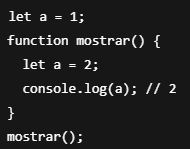 let a = 1;
function mostrar() {
  let a = 2;
  console.log(a); // 2
}
mostrar();